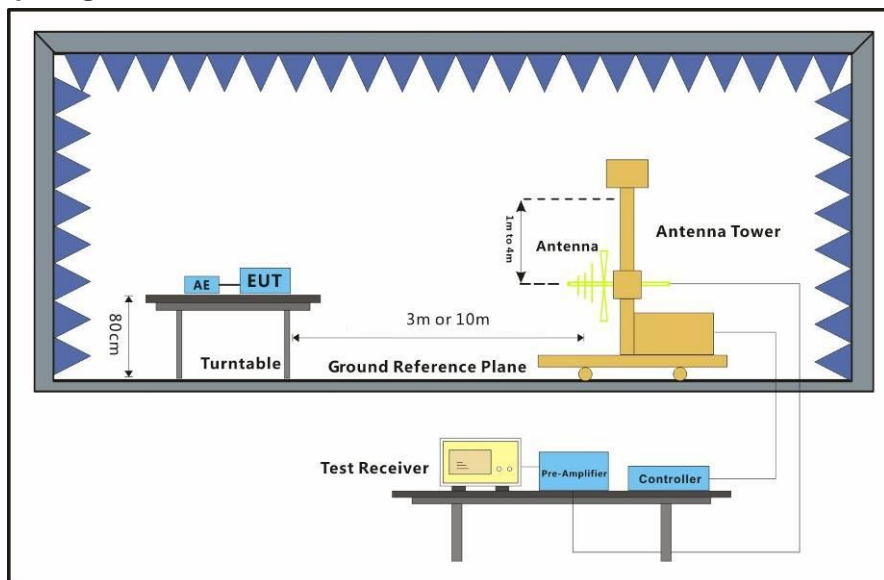 1m to 4m
Antenna
Antenna Tower
AE
EUT
80cm
3m or 10m
Turntable
Ground Reference Plane
Test Receiver
Pre-Amplifier
Controller